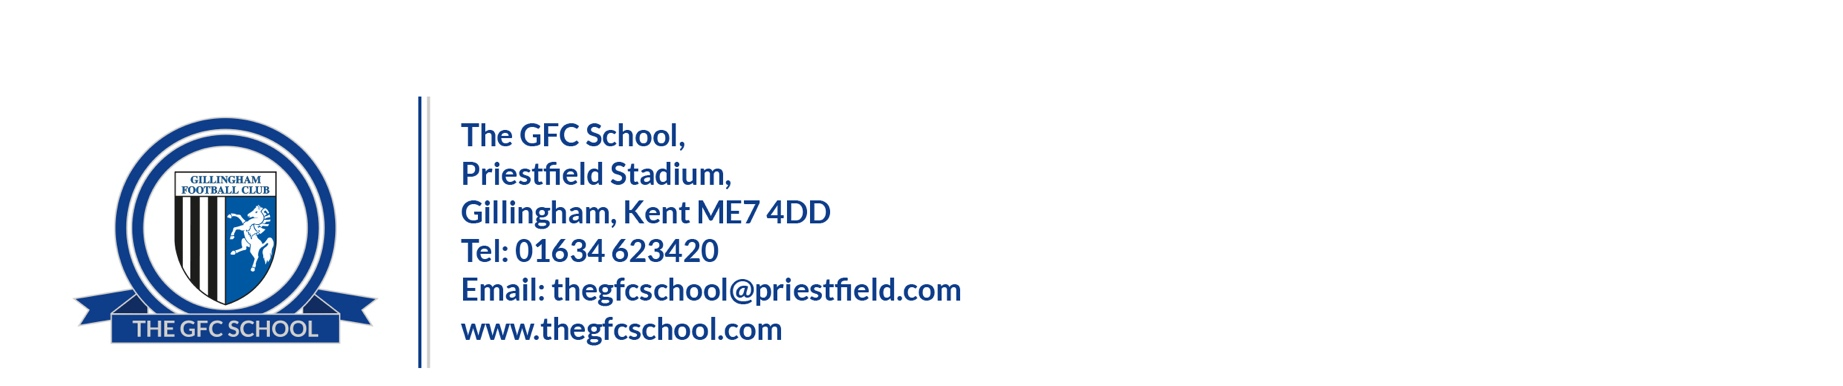 GILLINGHAM
FOOTBALL CLUB
THE GFC SCHOOL
The GFC School,
Priestfield Stadium,
Gillingham, Kent ME7 4DD
Tel: 01634 623420
Email: thegfcschool@priestfield.com
www.thegfcschool.com